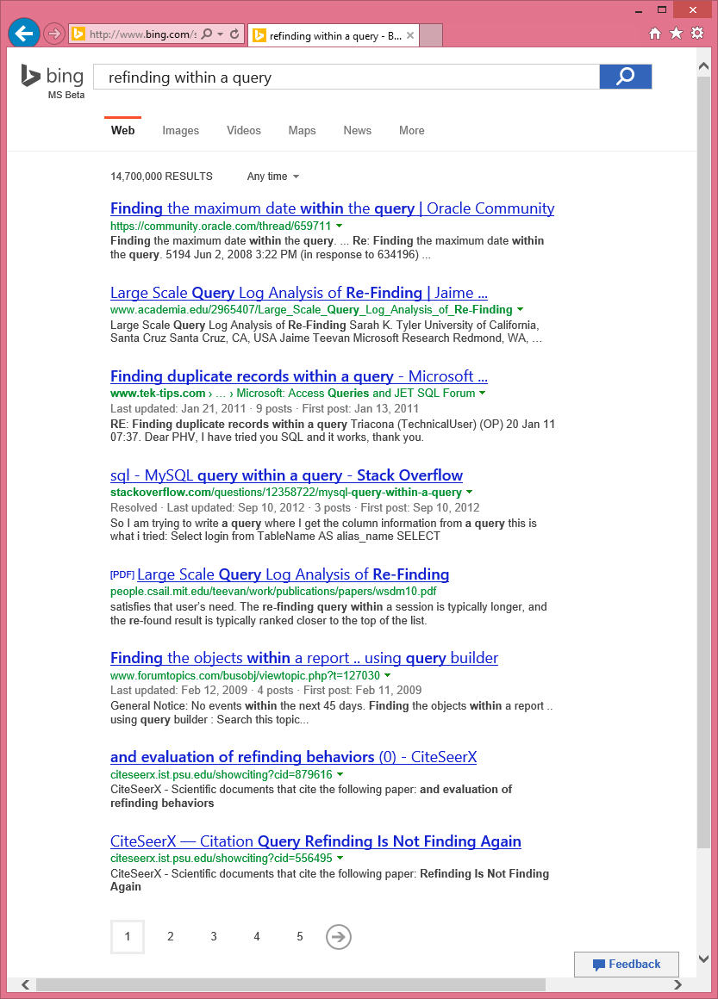 http://www.bing.com/s
refinding within a query - B...
bing
MS Beta
refinding within a query
Web Images Videos Maps News More
14,700,000 RESULTS Any time
Finding the maximum date within the query | Oracle Community
https://community.oracle.com/thread/659711
Finding the maximum date within the query. ... Re: Finding the maximum date within
the query. 5194 Jun 2, 2008 3:22 PM (in response to 634196) ...
Large Scale Query Log Analysis of Re-Finding | Jaime ...
www.academia.edu/2965407/Large_Scale_Query_Log_Analysis_of_Re-Finding
Large Scale Query Log Analysis of Re-Finding Sarah K. Tyler University of California,
Santa Cruz Santa Cruz, CA, USA Jaime Teevan Microsoft Research Redmond, WA, ...
Finding duplicate records within a query - Microsoft ...
www.tek-tips.com › ... › Microsoft: Access Queries and JET SQL Forum
Last updated: Jan 21, 2011 · 9 posts · First post: Jan 13, 2011
RE: Finding duplicate records within a query Triacona (TechnicalUser) (OP) 20 Jan 11
07:37. Dear PHV, I have tried you SQL and it works, thank you.
sql - MySQL query within a query - Stack Overflow
stackoverflow.com/questions/12358722/mysql-query-within-a-query
Resolved · Last updated: Sep 10, 2012 · 3 posts · First post: Sep 10, 2012
So I am trying to write a query where I get the column information from a query this is
what i tried: Select login from TableName AS alias_name SELECT
[PDF] Large Scale Query Log Analysis of Re-Finding
people.csail.mit.edu/teevan/work/publications/papers/wsdm10.pdf
satisfies that user's need. The re-finding query within a session is typically longer, and
the re-found result is typically ranked closer to the top of the list.
Finding the objects within a report .. using query builder
www.forumtopics.com/busobj/viewtopic.php?t=127030
Last updated: Feb 12, 2009 · 4 posts · First post: Feb 11, 2009
General Notice: No events within the next 45 days. Finding the objects within a report ..
using query builder : Search this topic...
and evaluation of refinding behaviors (0) - CiteSeerX
citeseerx.ist.psu.edu/showciting?cid=879616
CiteSeerX - Scientific documents that cite the following paper: and evaluation of
refinding behaviors
CiteSeerX — Citation Query Refinding Is Not Finding Again
citeseerx.ist.psu.edu/showciting?cid=556495
CiteSeerX - Scientific documents that cite the following paper: Refinding Is Not Finding
Again
1 2 3 4 5
Feedback